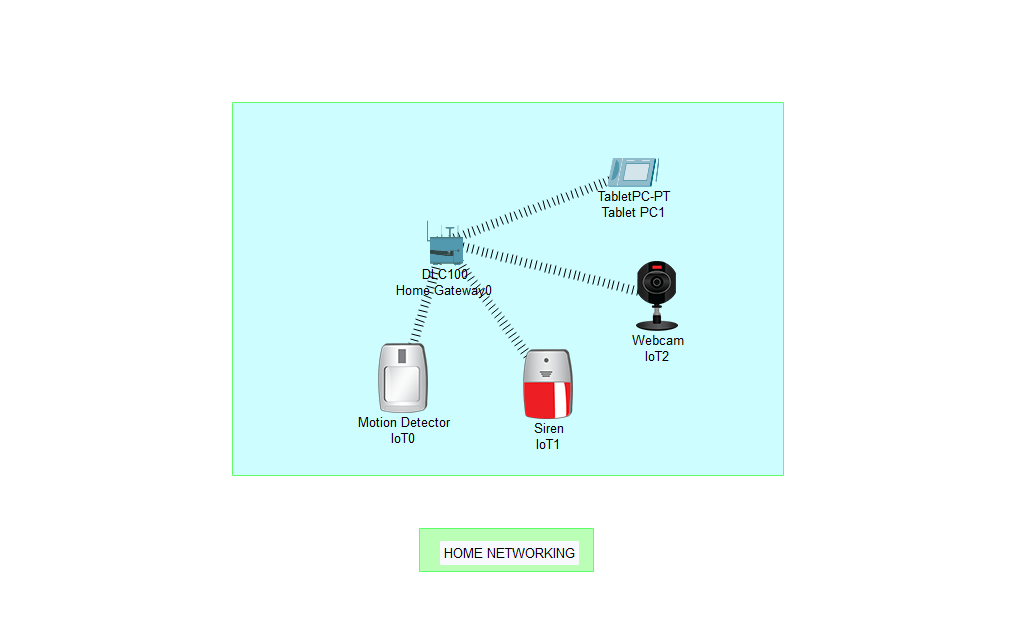 TabletPC-PT
Tablet PC1
DLC100
Home Gateway0
Webcam
IoT2
Motion Detector
IoT0
Siren
IoT1
HOME NETWORKING